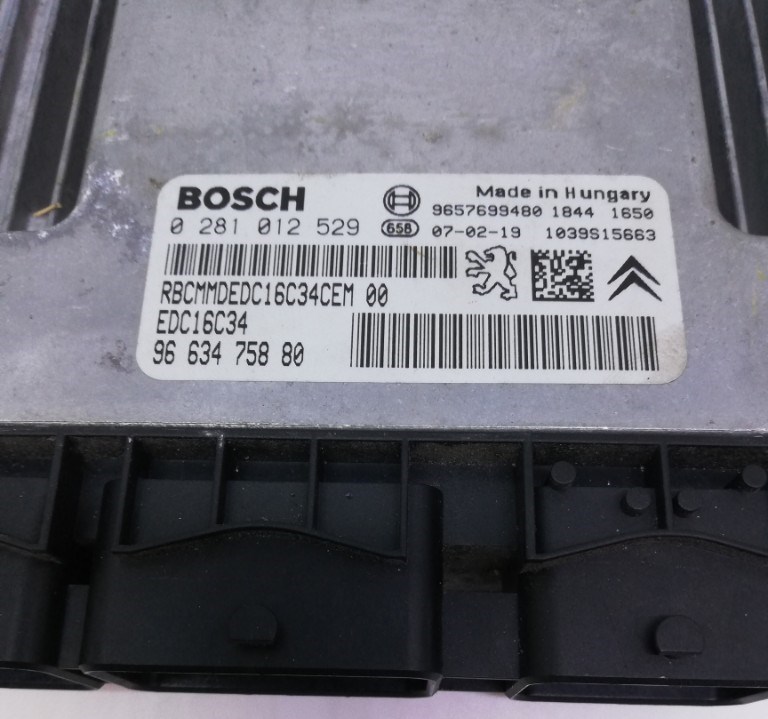 BOSCH
Made in Hungary
9657699480 1844 1650
0 281 012 529
658 07-02-19 1039S15663
RBCMMDEDC16C34CEM 00
EDC16C34
96 634 758 80